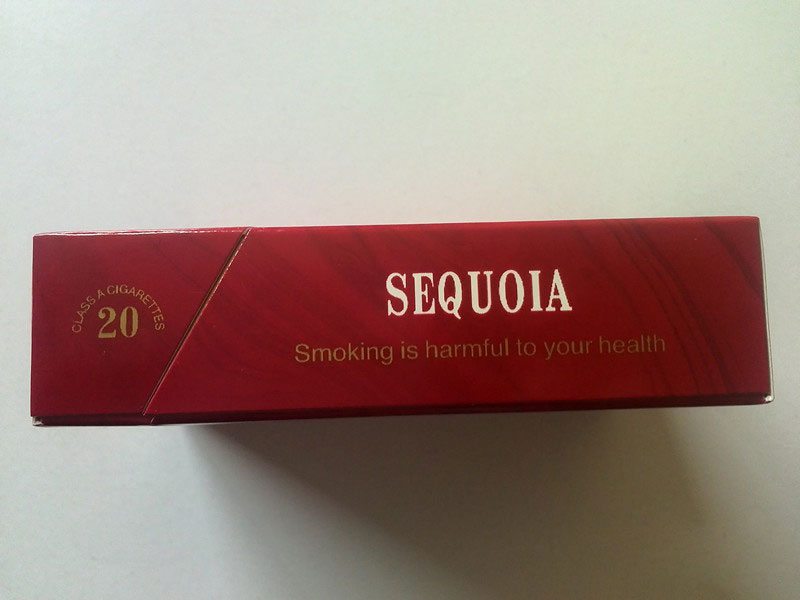 CLASS A CIGARETTES
20
SEQUOIA
Smoking is harmful to your health